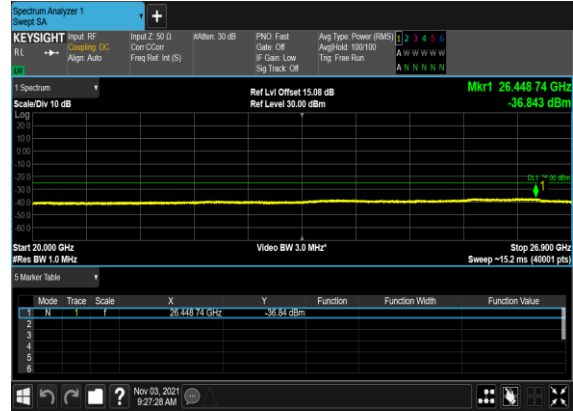 Spectrum Analyzer 1
Swept SA
KEYSIGHT Input: RF Input Z: 50 Ω #Atten: 30 dB PNO: Fast Avg Type: Power (RMS) 1 2 3 4 5 6
RL Coupling: DC Corr CCorr Gate: Off Avg|Hold: 100/100 A W W W W W
Align: Auto Freq Ref: Int (S) IF Gain: Low Trig: Free Run A N N N N N
Sig Track: Off
1 Spectrum Ref Lvl Offset 15.08 dB Mkr1 26.448 74 GHz
Scale/Div 10 dB Ref Level 30.00 dBm -36.843 dBm
Log
20.0
10.0
0.00
-10.0
-20.0
-30.0
-40.0
-50.0
-60.0
DL1
1
Start 20.000 GHz Video BW 3.0 MHz* Stop 26.900 GHz
#Res BW 1.0 MHz Sweep ~15.2 ms (40001 pts)
5 Marker Table
Mode Trace Scale X Y Function Function Width Function Value
1 N 1 f 26.448 74 GHz -36.84 dBm
2
3
4
5
6
? Nov 03, 2021
9:27:28 AM